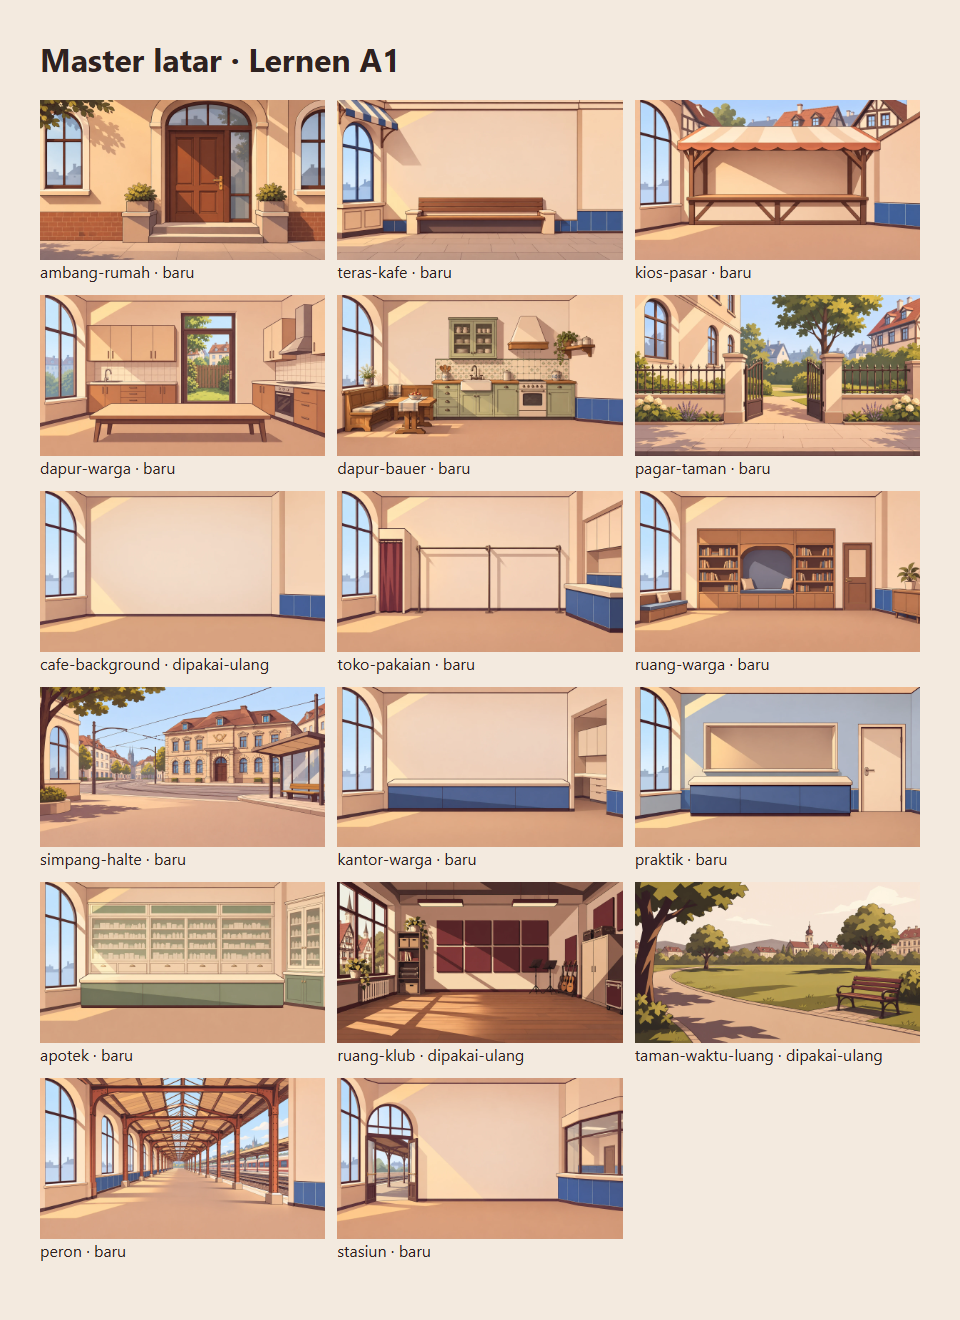 Master latar · Lernen A1
ambang-rumah · baru
teras-kafe · baru
kios-pasar · baru
dapur-warga · baru
dapur-bauer · baru
pagar-taman · baru
cafe-background · dipakai-ulang
toko-pakaian · baru
ruang-warga · baru
simpang-halte · baru
kantor-warga · baru
praktik · baru
apotek · baru
ruang-klub · dipakai-ulang
taman-waktu-luang · dipakai-ulang
peron · baru
stasiun · baru